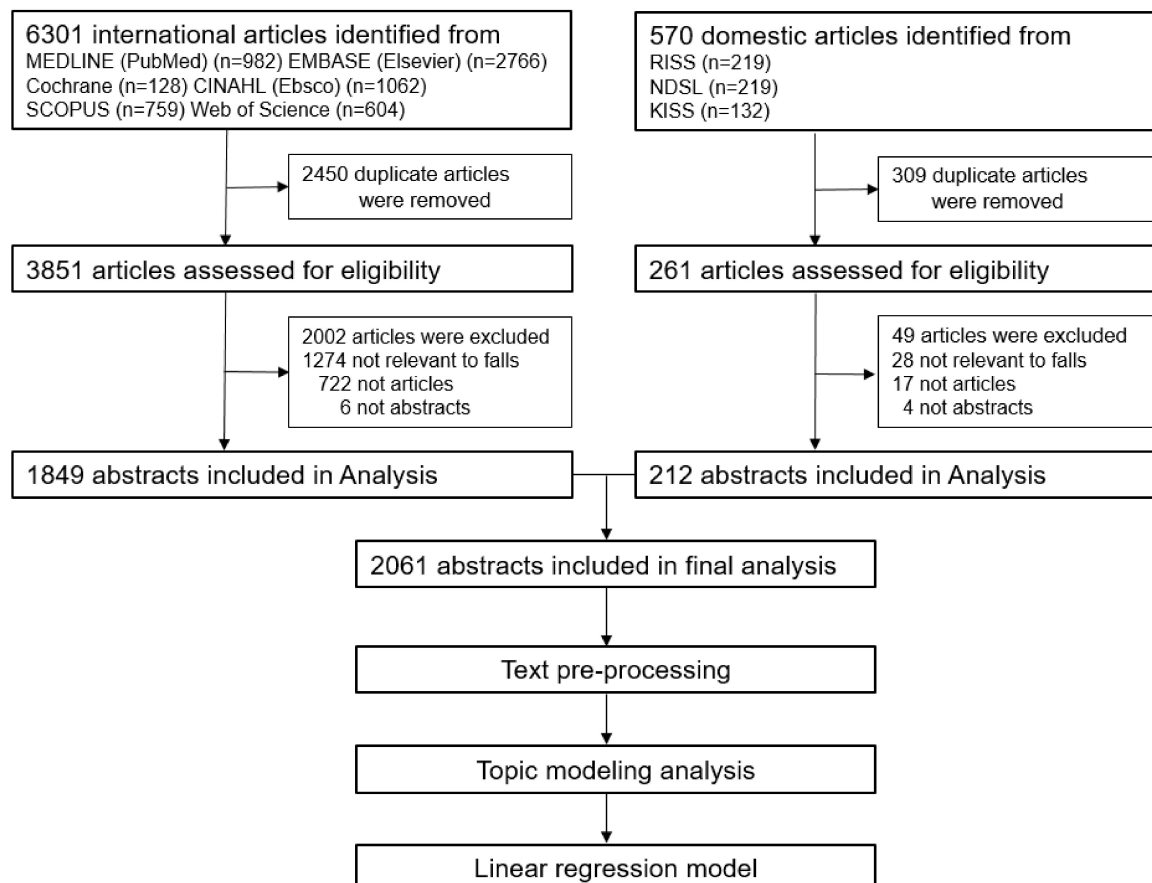 6301 international articles identified from
MEDLINE (PubMed) (n=982) EMBASE (Elsevier) (n=2766)
Cochrane (n=128) CINAHL (Ebsco) (n=1062)
SCOPUS (n=759) Web of Science (n=604)
570 domestic articles identified from
RISS (n=219)
NDSL (n=219)
KISS (n=132)
2450 duplicate articles
were removed
309 duplicate articles
were removed
3851 articles assessed for eligibility
261 articles assessed for eligibility
2002 articles were excluded
1274 not relevant to falls
722 not articles
6 not abstracts
49 articles were excluded
28 not relevant to falls
17 not articles
4 not abstracts
1849 abstracts included in Analysis
212 abstracts included in Analysis
2061 abstracts included in final analysis
Text pre-processing
Topic modeling analysis
Linear regression model